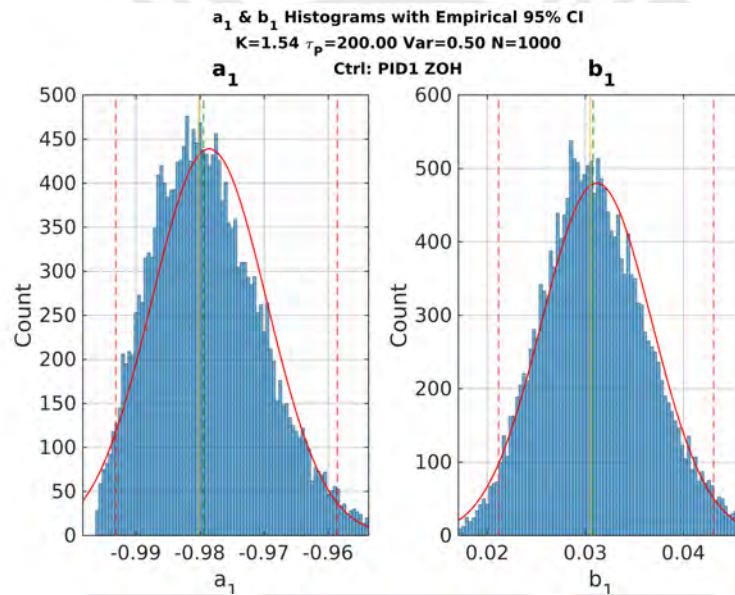 a₁ & b₁ Histograms with Empirical 95% CI
K=1.54 τₚ=200.00 Var=0.50 N=1000
Ctrl: PID1 ZOH
a₁
500
450
400
350
300
250
200
150
100
50
0
Count
-0.99 -0.98 -0.97 -0.96
a₁
b₁
600
500
400
300
200
100
0
Count
0.02 0.03 0.04
b₁